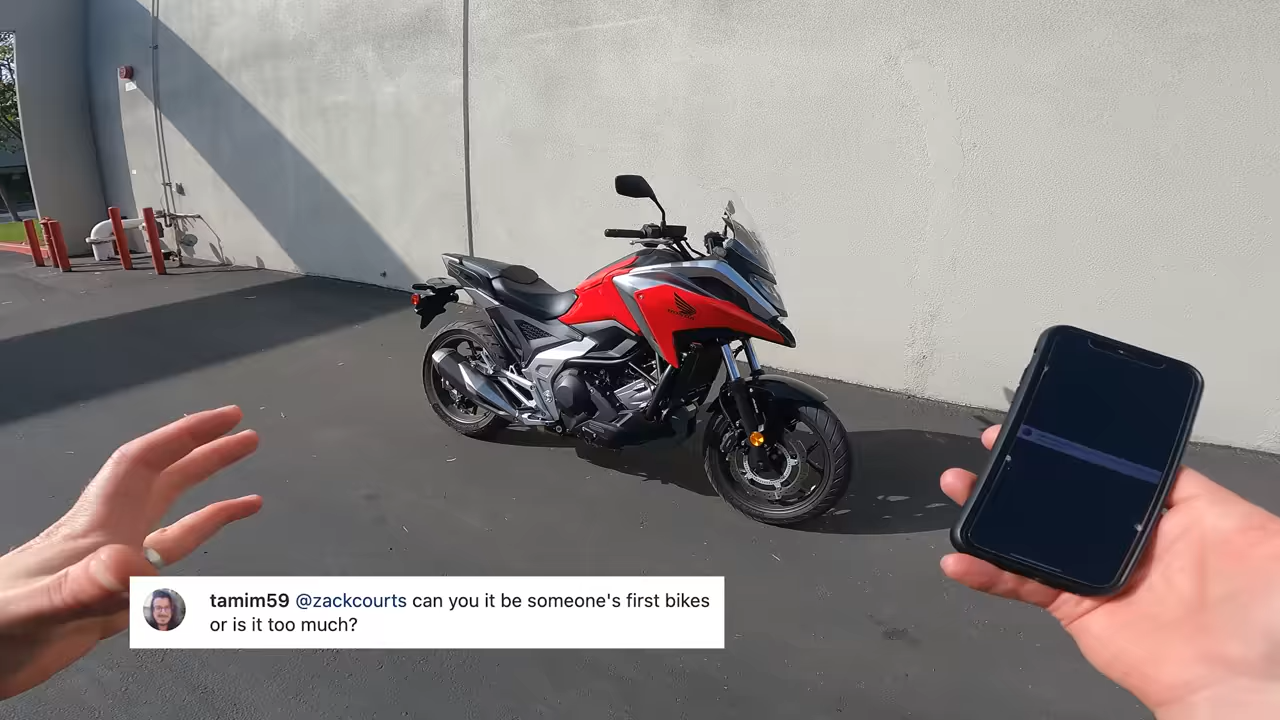 tamim59 @zackcourts can you it be someone's first bikes
or is it too much?